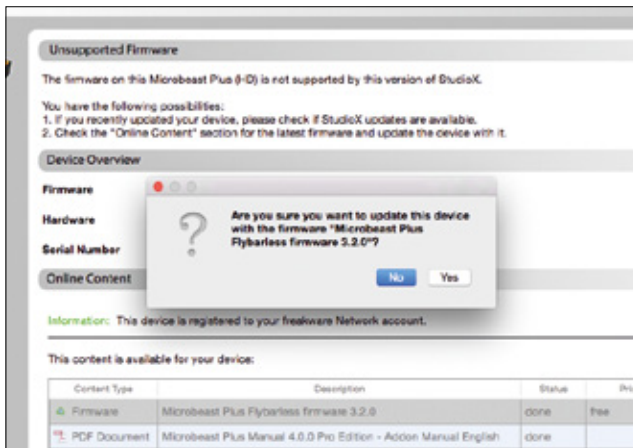 Unsupported Firmware
The firmware on this Microbeast Plus (HD) is not supported by this version of StudioX.
You have the following possibilities:
1. If you recently updated your device, please check if StudioX updates are available.
2. Check the "Online Content" section for the latest firmware and update the device with it.
Device Overview
Firmware
Are you sure you want to update this device
with the firmware "Microbeast Plus
Flybarless firmware 3.2.0"?
Hardware
Serial Number
No Yes
Online Content
Information: This device is registered to your freakware Network account.
This content is available for your device:
Content Type Description Status
Firmware Microbeast Plus Flybarless firmware 3.2.0 done free
PDF Document Microbeast Plus Manual 4.0.0 Pro Edition - Addon Manual English done